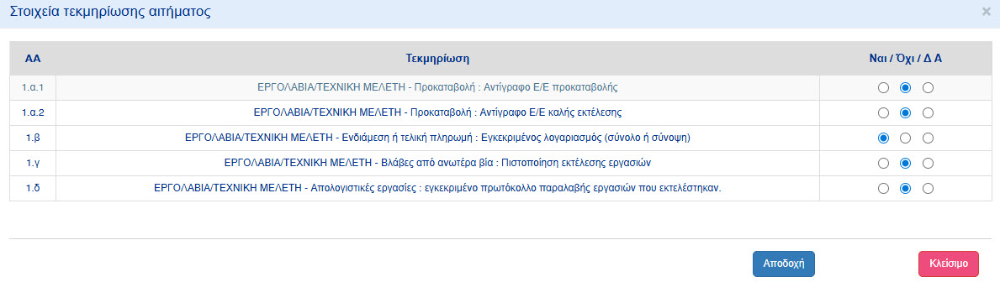 Στοιχεία τεκμηρίωσης αιτήματος ×
ΑΑ Τεκμηρίωση Ναι / Όχι / Δ Α
1.α.1 ΕΡΓΟΛΑΒΙΑ/ΤΕΧΝΙΚΗ ΜΕΛΕΤΗ - Προκαταβολή : Αντίγραφο Ε/Ε προκαταβολής
1.α.2 ΕΡΓΟΛΑΒΙΑ/ΤΕΧΝΙΚΗ ΜΕΛΕΤΗ - Προκαταβολή : Αντίγραφο Ε/Ε καλής εκτέλεσης
1.β ΕΡΓΟΛΑΒΙΑ/ΤΕΧΝΙΚΗ ΜΕΛΕΤΗ - Ενδιάμεση ή τελική πληρωμή : Εγκεκριμένος λογαριασμός (σύνολο ή σύνοψη)
1.γ ΕΡΓΟΛΑΒΙΑ/ΤΕΧΝΙΚΗ ΜΕΛΕΤΗ - Βλάβες από ανωτέρα βία : Πιστοποίηση εκτέλεσης εργασιών
1.δ ΕΡΓΟΛΑΒΙΑ/ΤΕΧΝΙΚΗ ΜΕΛΕΤΗ - Απολογιστικές εργασίες : εγκεκριμένο πρωτόκολλο παραλαβής εργασιών που εκτελέστηκαν.
Αποδοχή Κλείσιμο